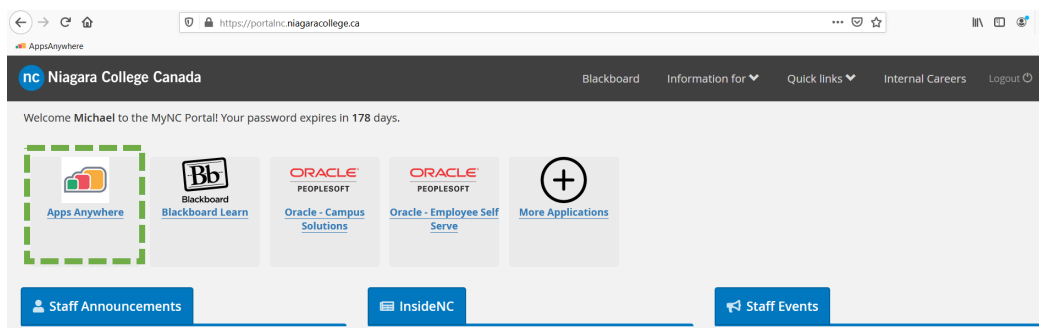 https://portalnc.niagaracollege.ca
AppsAnywhere
nc Niagara College Canada
Blackboard Information for Quick links Internal Careers Logout
Welcome Michael to the MyNC Portal! Your password expires in 178 days.
Apps Anywhere
Bb
Blackboard
Blackboard Learn
ORACLE
PEOPLESOFT
Oracle - Campus
Solutions
ORACLE
PEOPLESOFT
Oracle - Employee Self
Serve
More Applications
Staff Announcements
InsideNC
Staff Events